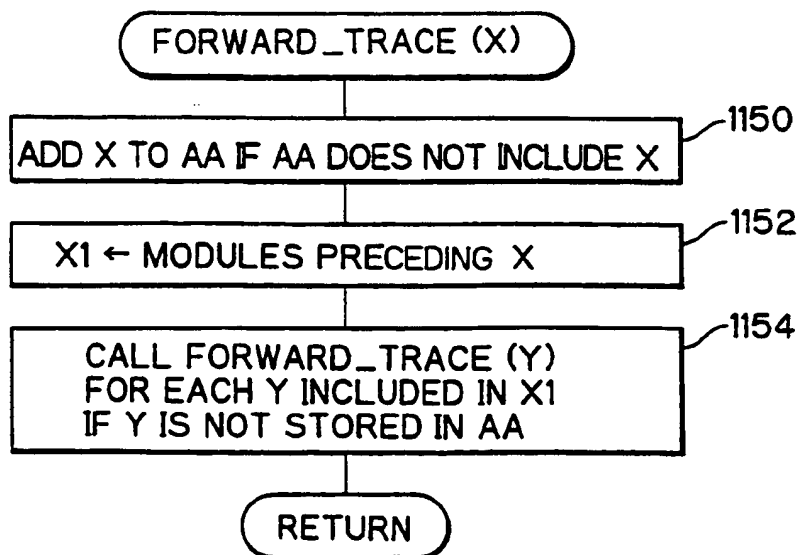 FORWARD_TRACE (X)
1150
ADD X TO AA IF AA DOES NOT INCLUDE X
1152
X1 ← MODULES PRECEDING X
1154
CALL FORWARD_TRACE (Y)
FOR EACH Y INCLUDED IN X1
IF Y IS NOT STORED IN AA
RETURN